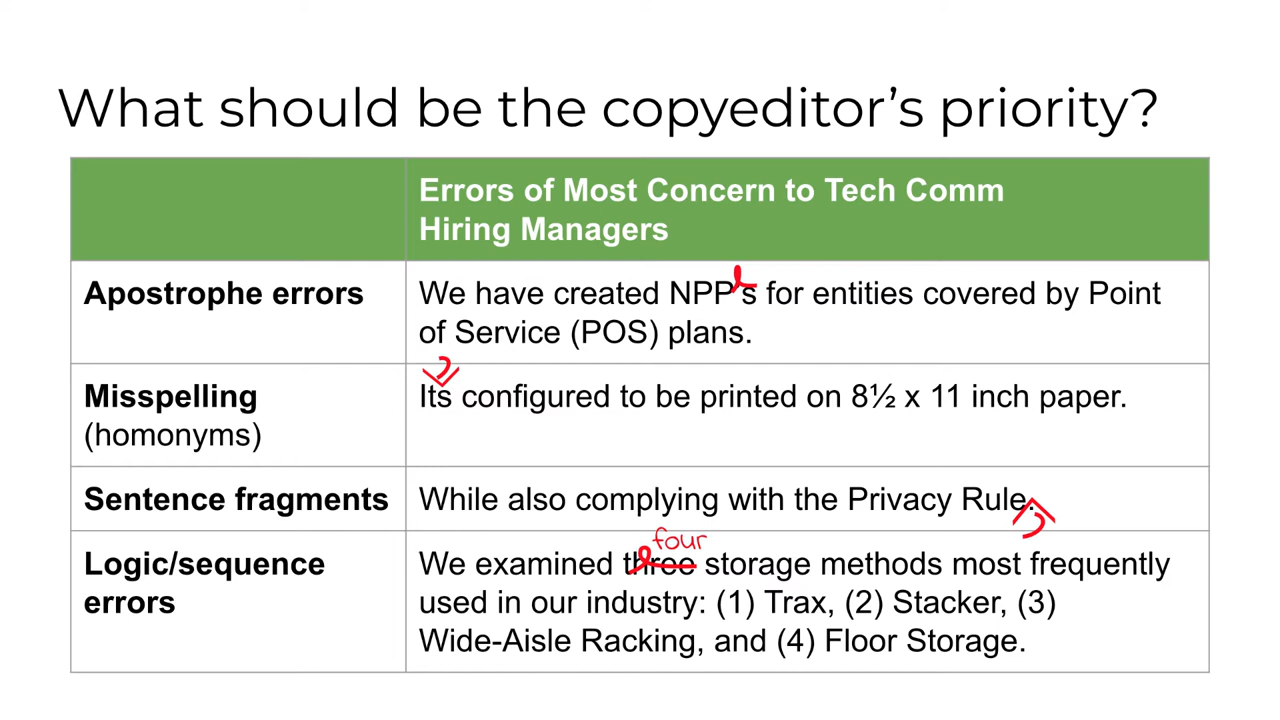 What should be the copyeditor's priority?
Errors of Most Concern to Tech Comm
Hiring Managers
Apostrophe errors
We have created NPP's for entities covered by Point
of Service (POS) plans.
Misspelling
(homonyms)
Its configured to be printed on 8½ x 11 inch paper.
Sentence fragments
While also complying with the Privacy Rule.
Logic/sequence
errors
four
We examined three storage methods most frequently
used in our industry: (1) Trax, (2) Stacker, (3)
Wide-Aisle Racking, and (4) Floor Storage.